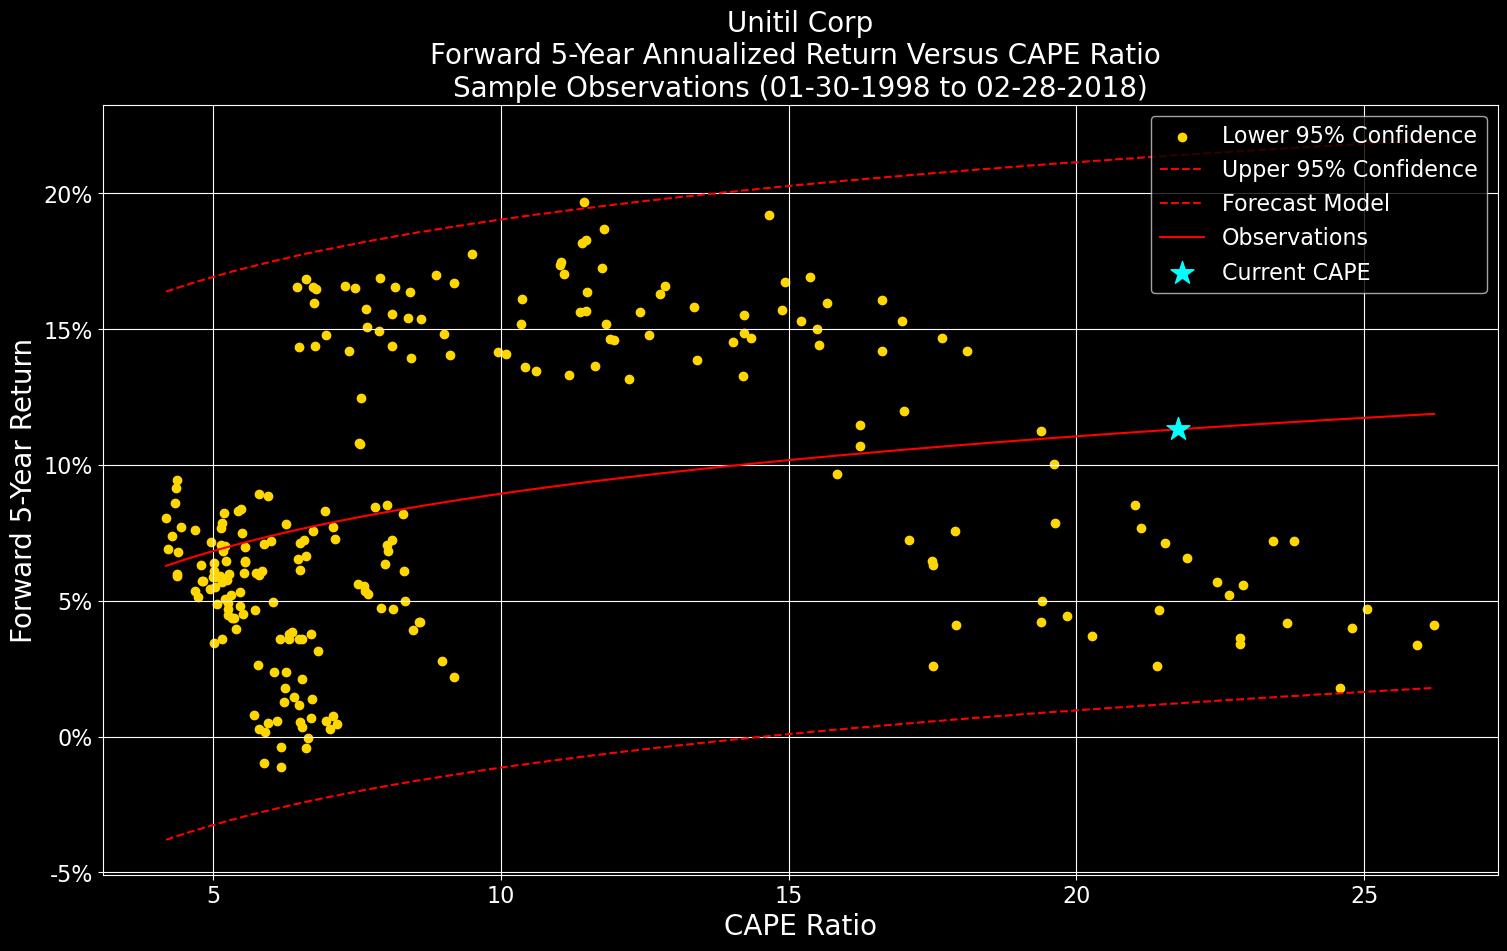 Unitil Corp
Forward 5-Year Annualized Return Versus CAPE Ratio
Sample Observations (01-30-1998 to 02-28-2018)
Lower 95% Confidence
Upper 95% Confidence
Forecast Model
Observations
Current CAPE
Forward 5-Year Return
20%
15%
10%
5%
0%
-5%
5 10 15 20 25
CAPE Ratio